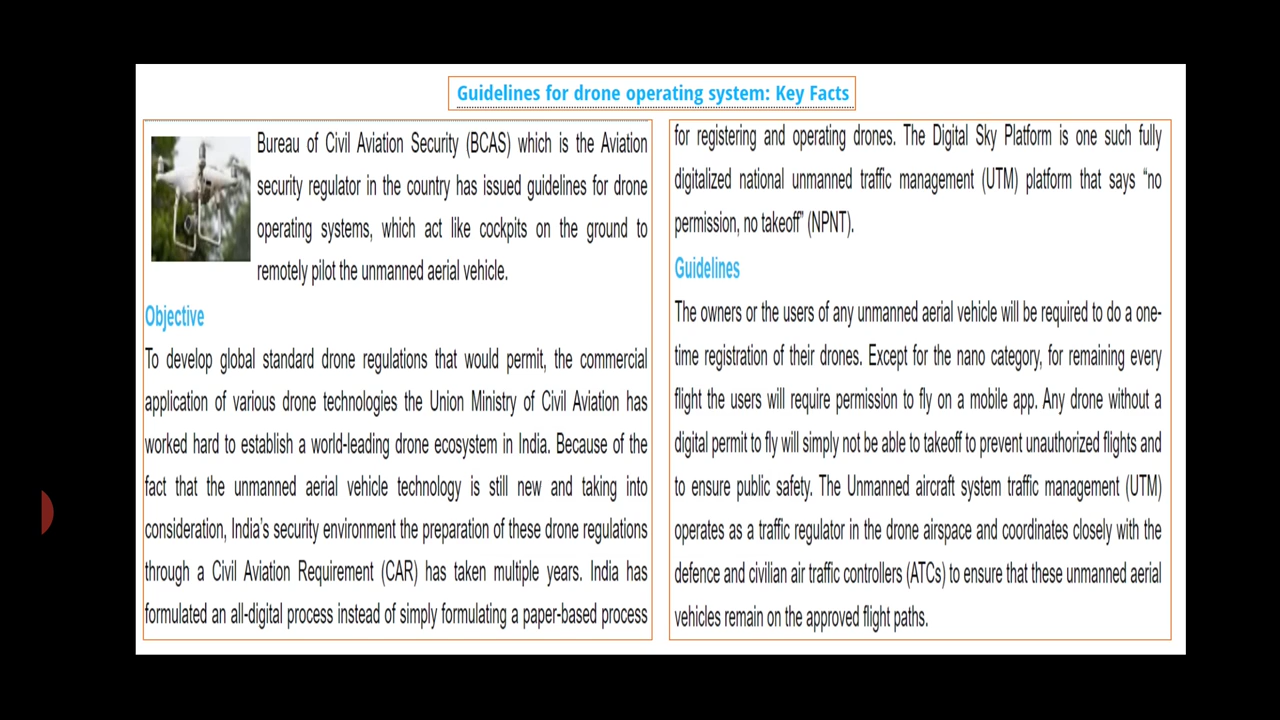 Guidelines for drone operating system: Key Facts
Bureau of Civil Aviation Security (BCAS) which is the Aviation
security regulator in the country has issued guidelines for drone
operating systems, which act like cockpits on the ground to
remotely pilot the unmanned aerial vehicle.
Objective
To develop global standard drone regulations that would permit, the commercial
application of various drone technologies the Union Ministry of Civil Aviation has
worked hard to establish a world-leading drone ecosystem in India. Because of the
fact that the unmanned aerial vehicle technology is still new and taking into
consideration, India's security environment the preparation of these drone regulations
through a Civil Aviation Requirement (CAR) has taken multiple years. India has
formulated an all-digital process instead of simply formulating a paper-based process
for registering and operating drones. The Digital Sky Platform is one such fully
digitalized national unmanned traffic management (UTM) platform that says “no
permission, no takeoff” (NPNT).
Guidelines
The owners or the users of any unmanned aerial vehicle will be required to do a one-
time registration of their drones. Except for the nano category, for remaining every
flight the users will require permission to fly on a mobile app. Any drone without a
digital permit to fly will simply not be able to takeoff to prevent unauthorized flights and
to ensure public safety. The Unmanned aircraft system traffic management (UTM)
operates as a traffic regulator in the drone airspace and coordinates closely with the
defence and civilian air traffic controllers (ATCs) to ensure that these unmanned aerial
vehicles remain on the approved flight paths.